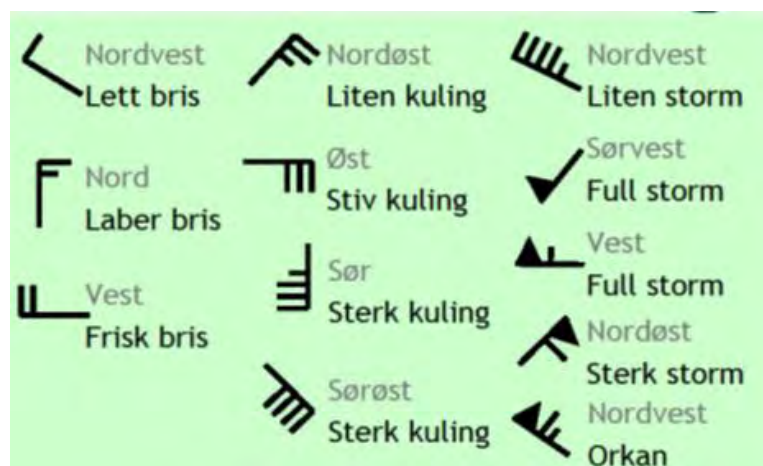 Nordvest
Lett bris
Nord
Laber bris
Vest
Frisk bris
Nordøst
Liten kuling
Øst
Stiv kuling
Sør
Sterk kuling
Sørøst
Sterk kuling
Nordvest
Liten storm
Sørvest
Full storm
Vest
Full storm
Nordøst
Sterk storm
Nordvest
Orkan